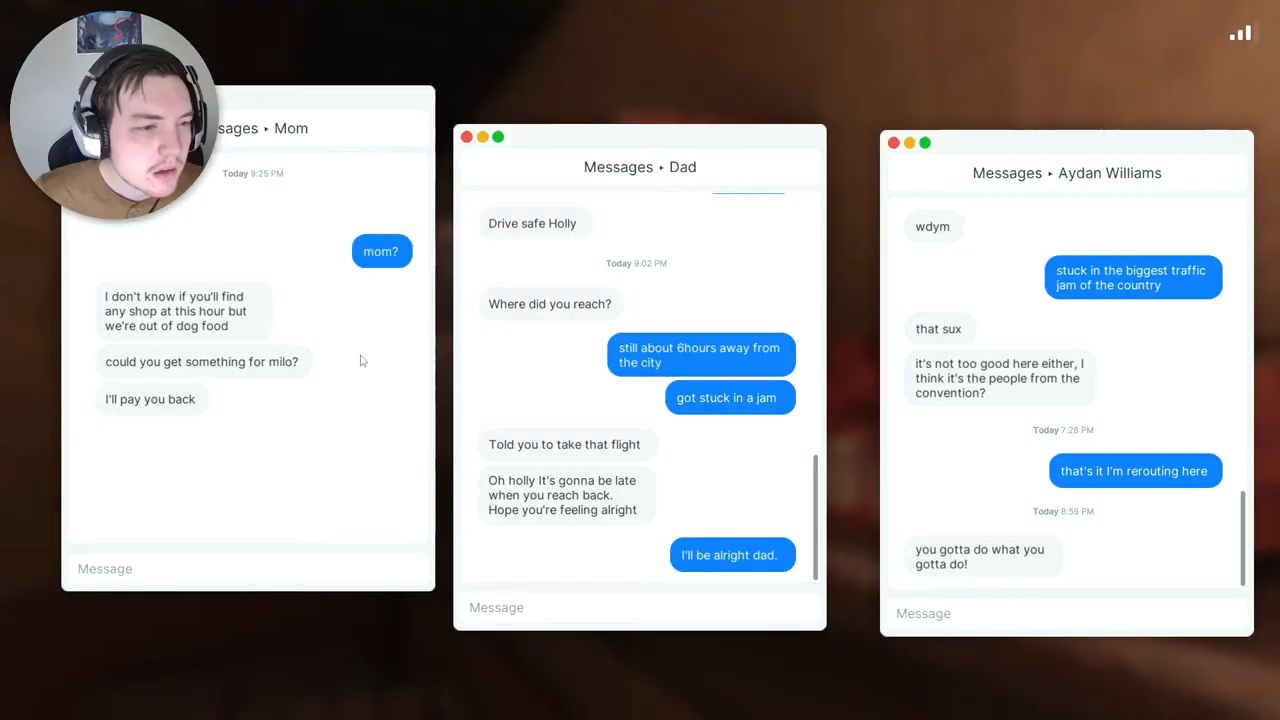 sages ▸ Mom
Today 9:25 PM
mom?
I don't know if you'll find
any shop at this hour but
we're out of dog food
could you get something for milo?
I'll pay you back
Message
Messages ▸ Dad
Drive safe Holly
Today 9:02 PM
Where did you reach?
still about 6hours away from
the city
got stuck in a jam
Told you to take that flight
Oh holly It's gonna be late
when you reach back.
Hope you're feeling alright
I'll be alright dad.
Message
Messages ▸ Aydan Williams
wdym
stuck in the biggest traffic
jam of the country
that sux
it's not too good here either, I
think it's the people from the
convention?
Today 7:28 PM
that's it I'm rerouting here
Today 8:59 PM
you gotta do what you
gotta do!
Message